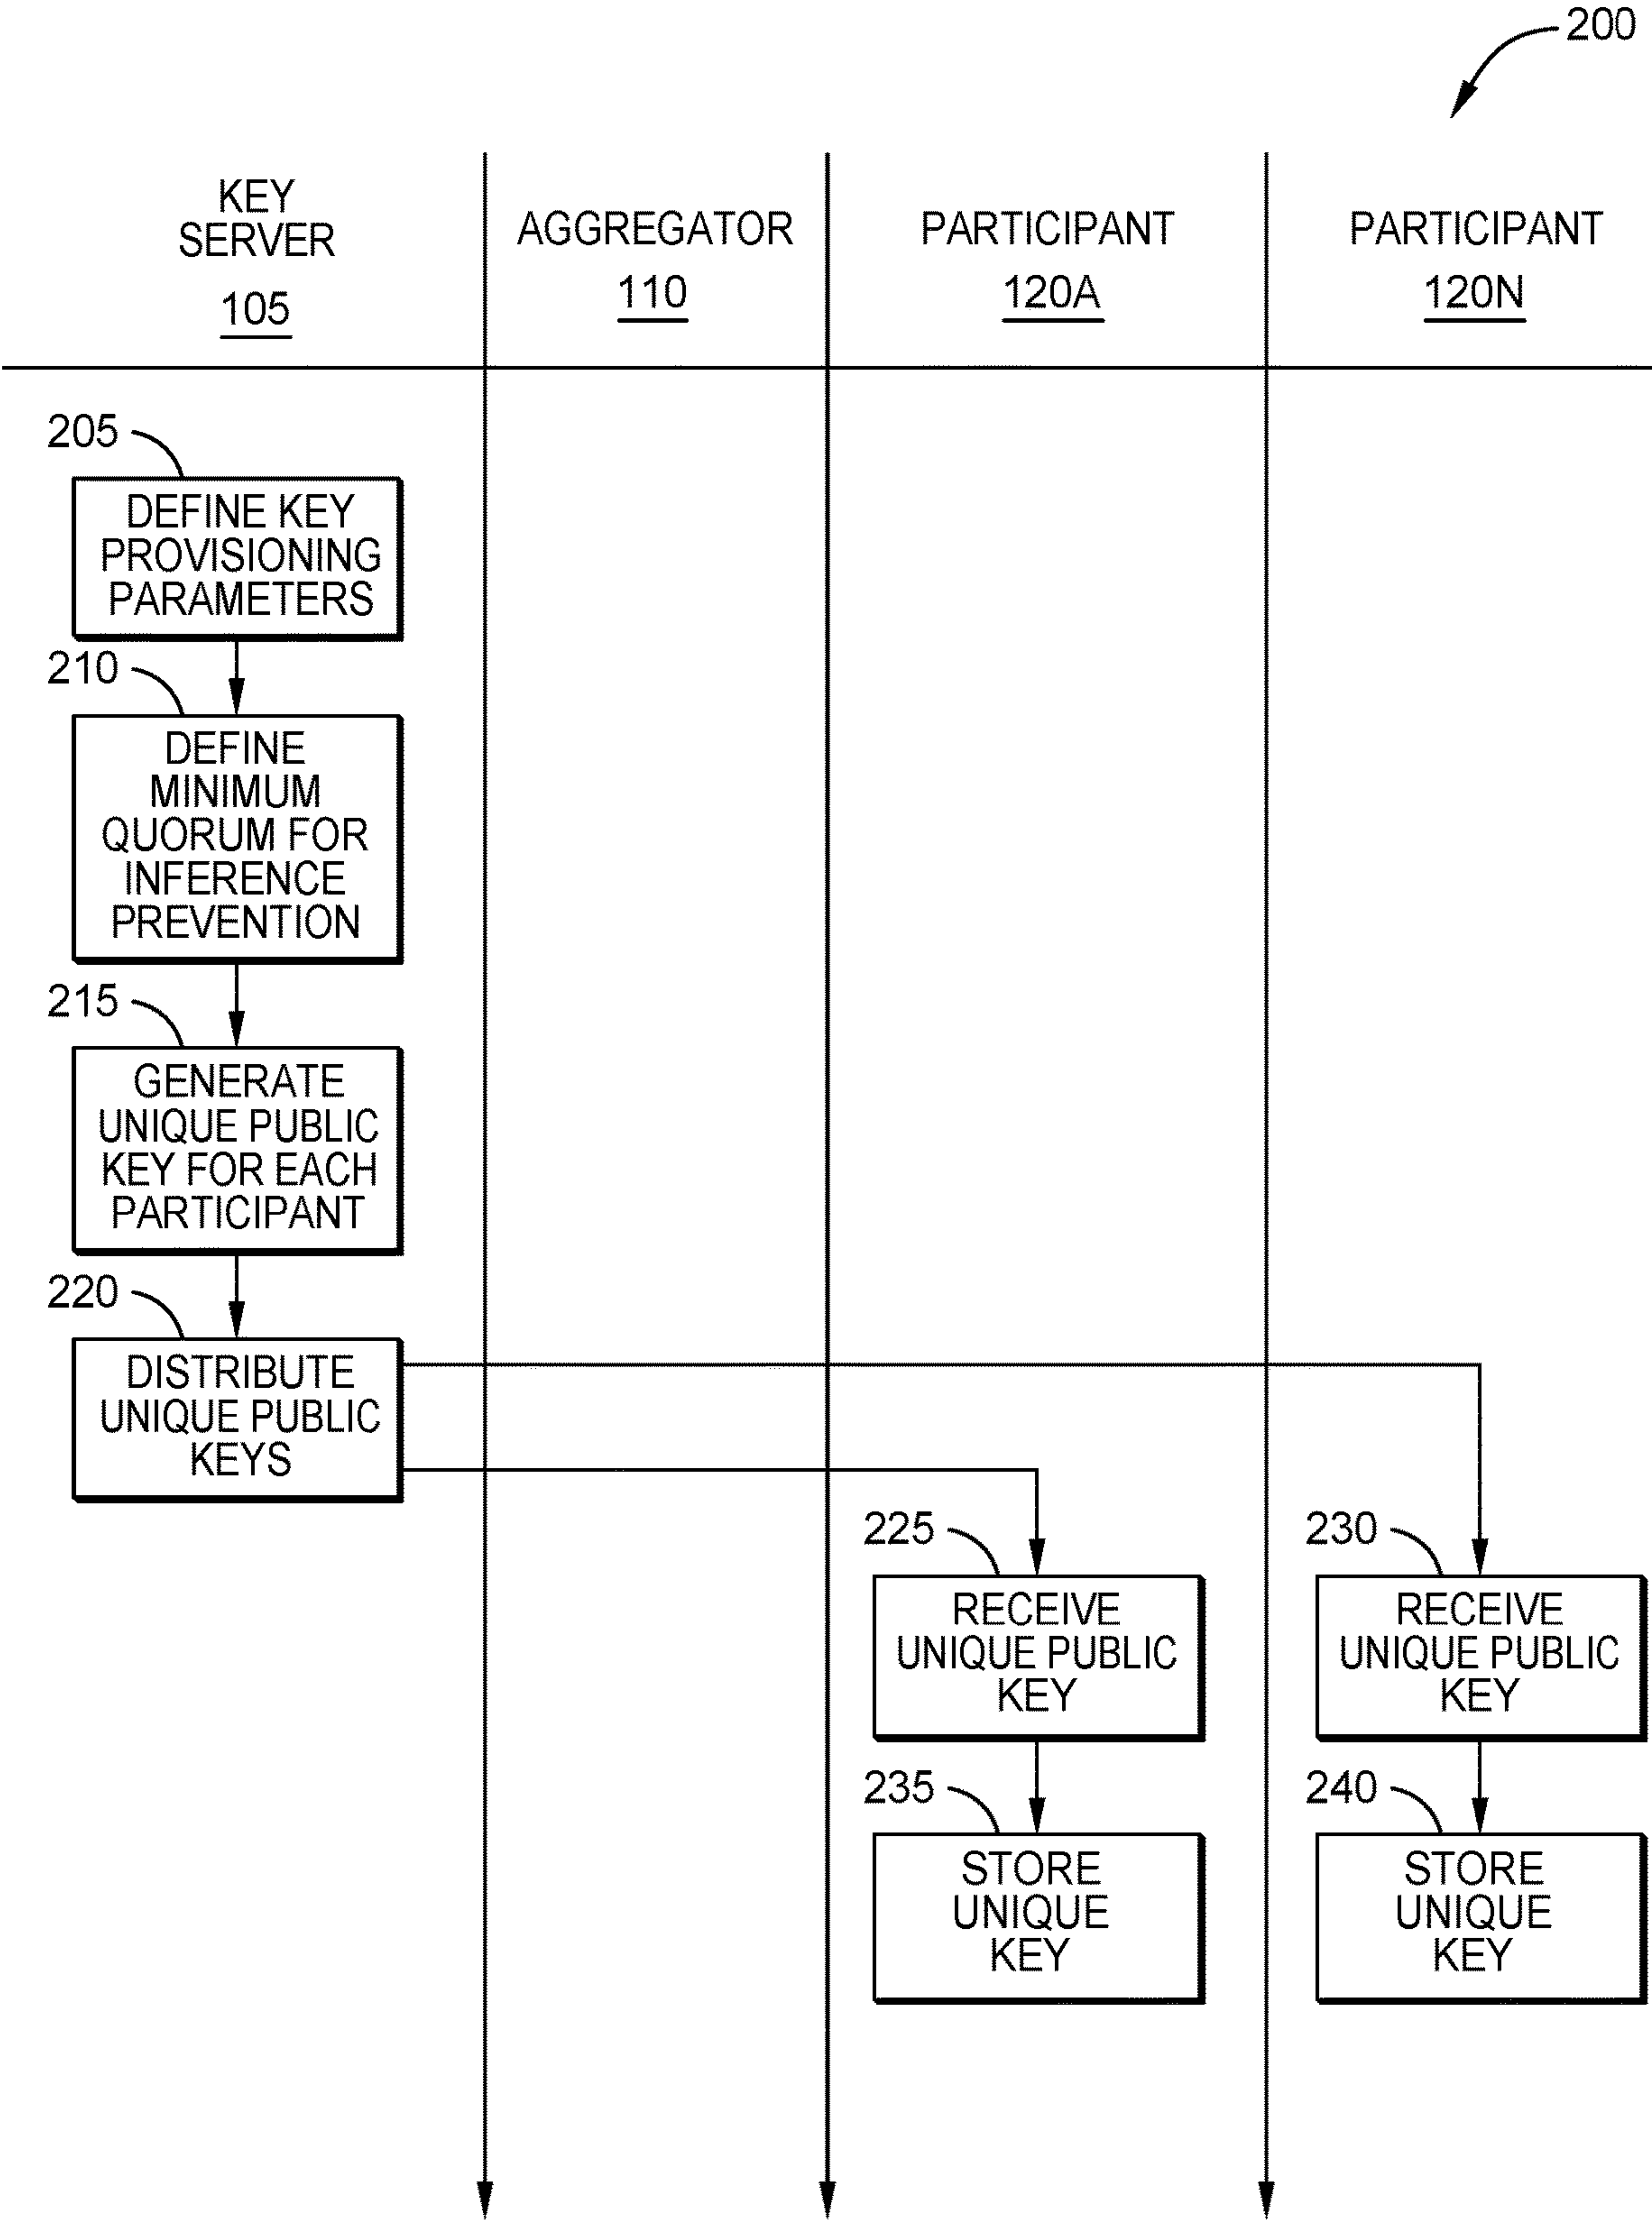 200
KEY
SERVER
105
AGGREGATOR
110
PARTICIPANT
120A
PARTICIPANT
120N
205
DEFINE KEY
PROVISIONING
PARAMETERS
210
DEFINE
MINIMUM
QUORUM FOR
INFERENCE
PREVENTION
215
GENERATE
UNIQUE PUBLIC
KEY FOR EACH
PARTICIPANT
220
DISTRIBUTE
UNIQUE PUBLIC
KEYS
225
RECEIVE
UNIQUE PUBLIC
KEY
230
RECEIVE
UNIQUE PUBLIC
KEY
235
STORE
UNIQUE
KEY
240
STORE
UNIQUE
KEY